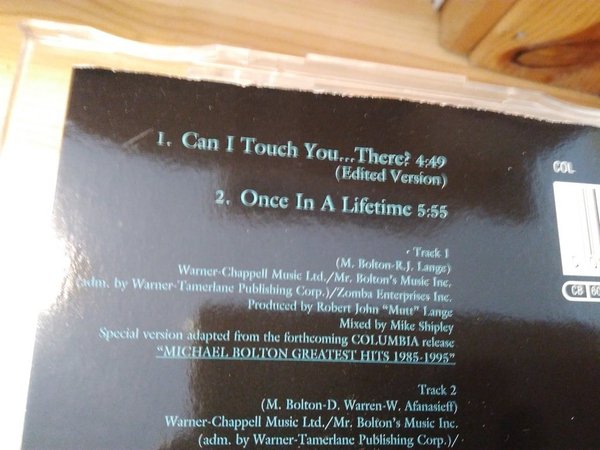 1. Can I Touch You...There? 4:49
(Edited Version)
2. Once In A Lifetime 5:55
Track 1
(M. Bolton-R.J. Lange)
Warner-Chappell Music Ltd./Mr. Bolton's Music Inc.
(adm. by Warner-Tamerlane Publishing Corp.)/Zomba Enterprises Inc.
Produced by Robert John "Mutt" Lange
Mixed by Mike Shipley
Special version adapted from the forthcoming COLUMBIA release
"MICHAEL BOLTON GREATEST HITS 1985-1995"
Track 2
(M. Bolton-D. Warren-W. Afanasieff)
Warner-Chappell Music Ltd./Mr. Bolton's Music Inc.
(adm. by Warner-Tamerlane Publishing Corp.)/
COL
CB